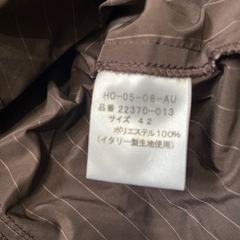 HO-05-08-AU
品番 22370-013
サイズ 42
ポリエステル100%
(イタリー製生地使用)